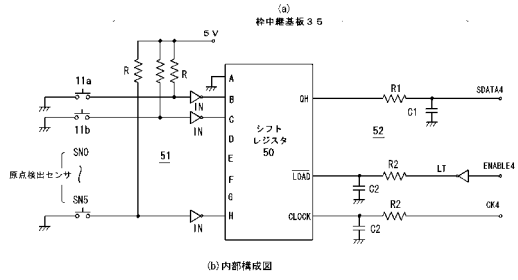 (a)
枠中継基板35
5V
R
R
A
11a
IN
B
QH
R1
SDATA4
11b
IN
C
C1
シフト
レジスタ
50
D
52
SN0
51
E
原点検出センサ
F
LOAD
R2
LT
ENABLE4
SN5
G
C2
H
CLOCK
R2
CK4
IN
C2
(b)内部構成図